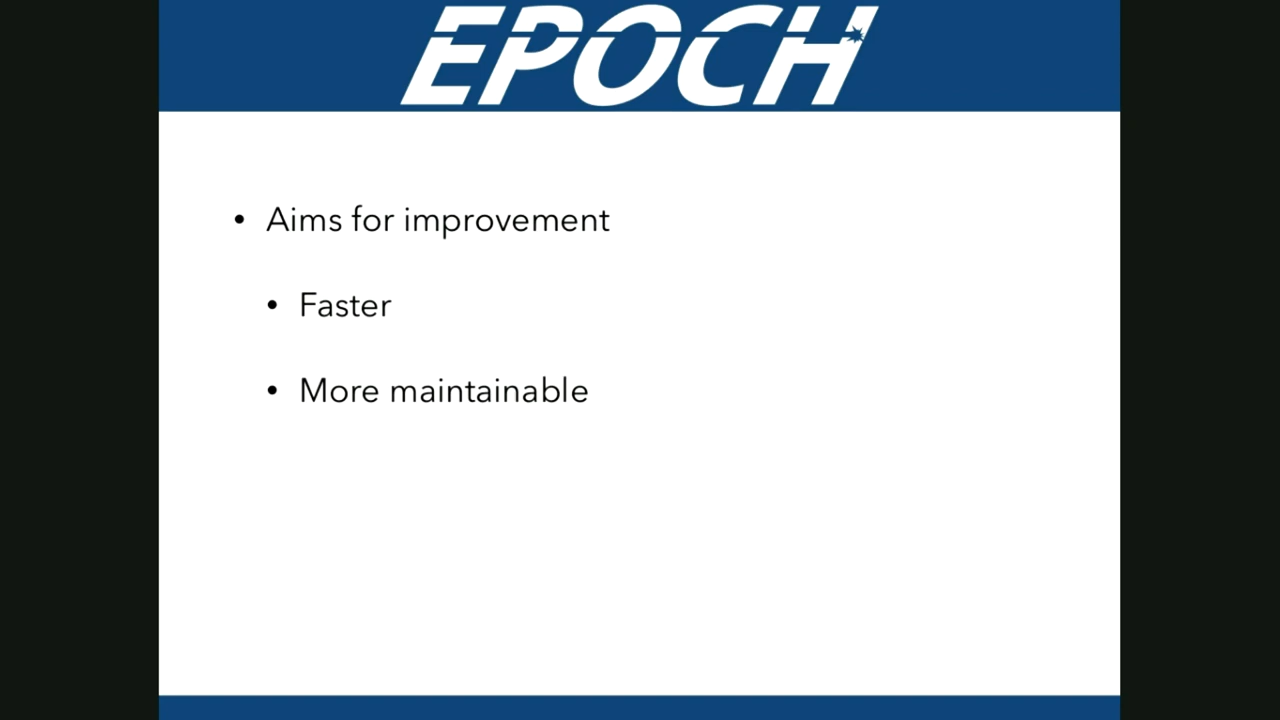 EPOCH
• Aims for improvement
• Faster
• More maintainable